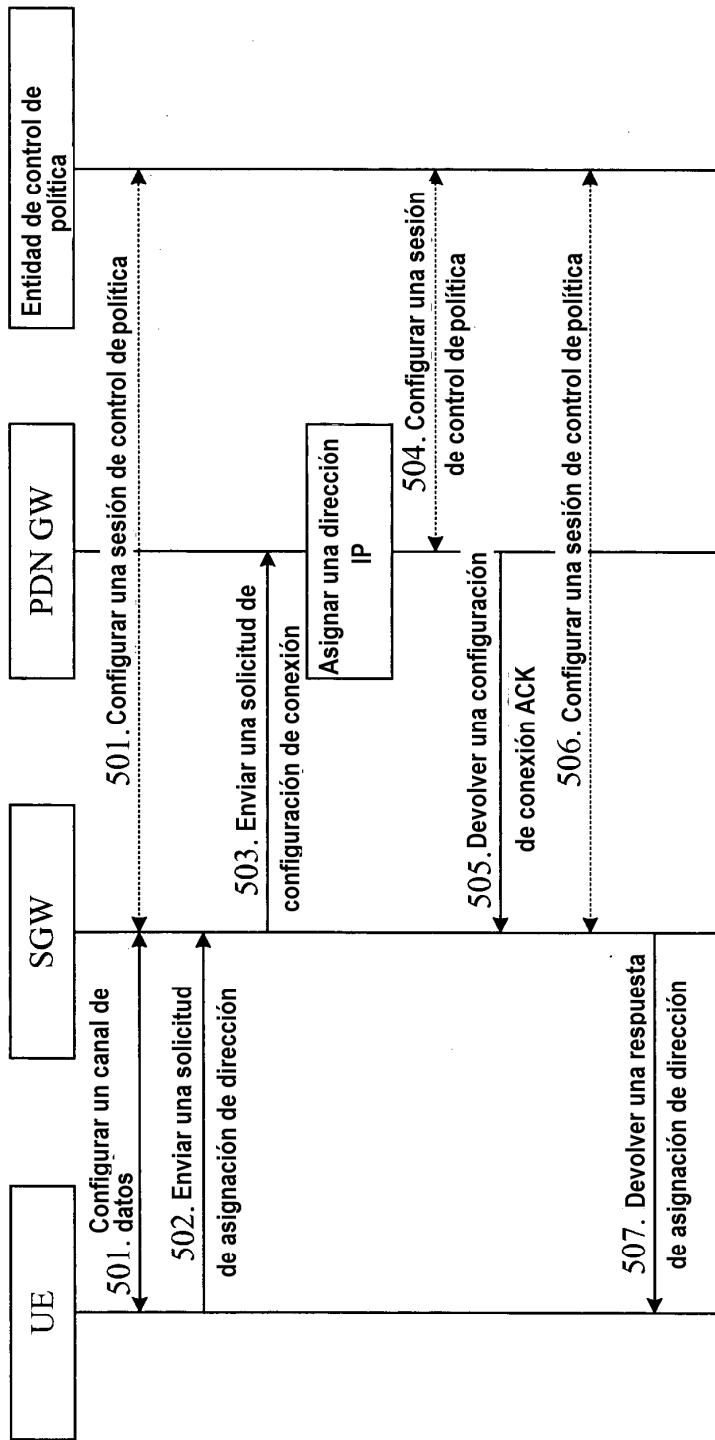 UE
SGW
PDN GW
Entidad de control de
política
Configurar un canal de
501. datos
501. Configurar una sesión de control de política
502. Enviar una solicitud
de asignación de dirección
503. Enviar una solicitud de
configuración de conexión
Asignar una dirección
IP
504. Configurar una sesión
de control de política
505. Devolver una configuración
de conexión ACK
506. Configurar una sesión de control de política
507. Devolver una respuesta
de asignación de dirección